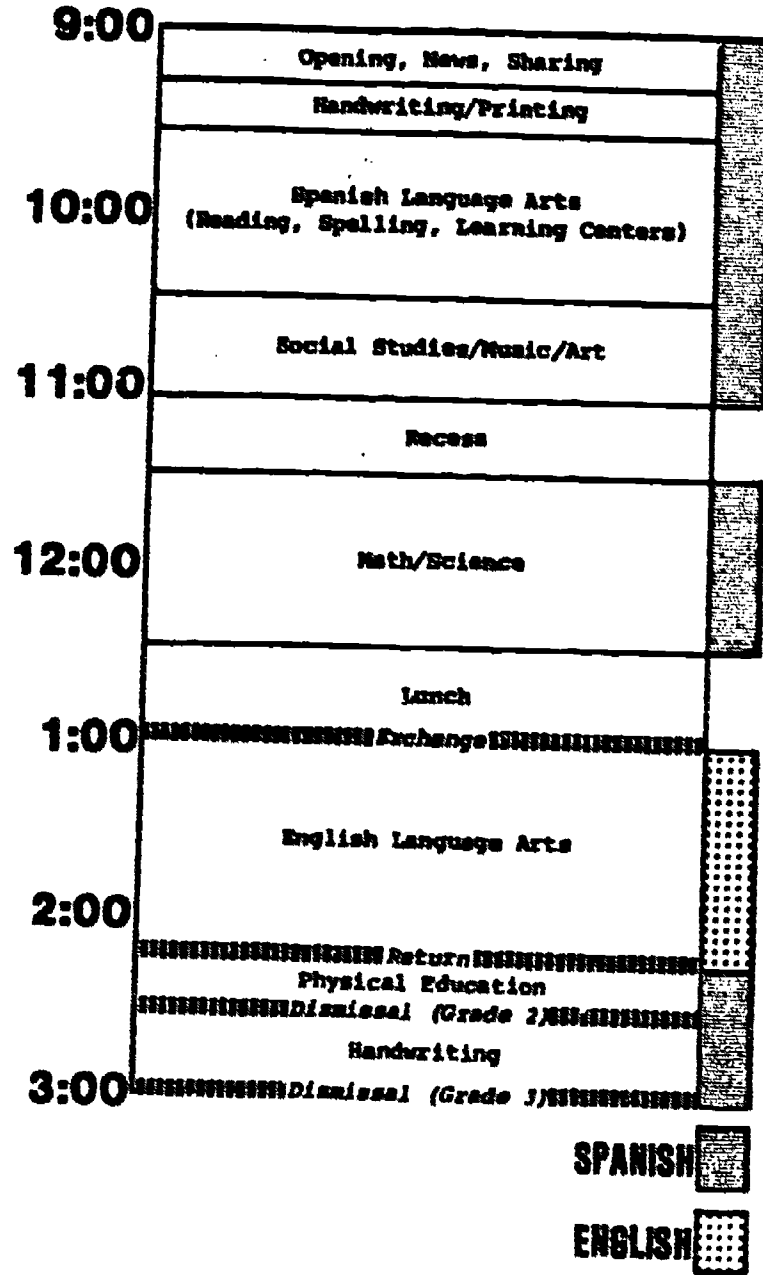 9:00
Opening, News, Sharing
Handwriting/Printing
10:00
Spanish Language Arts
(Reading, Spelling, Learning Centers)
Social Studies/Music/Art
11:00
Recess
12:00
Math/Science
Lunch
1:00
Exchange
English Language Arts
2:00
Return
Physical Education
Dismissal (Grade 2)
Handwriting
3:00
Dismissal (Grade 3)
SPANISH
ENGLISH